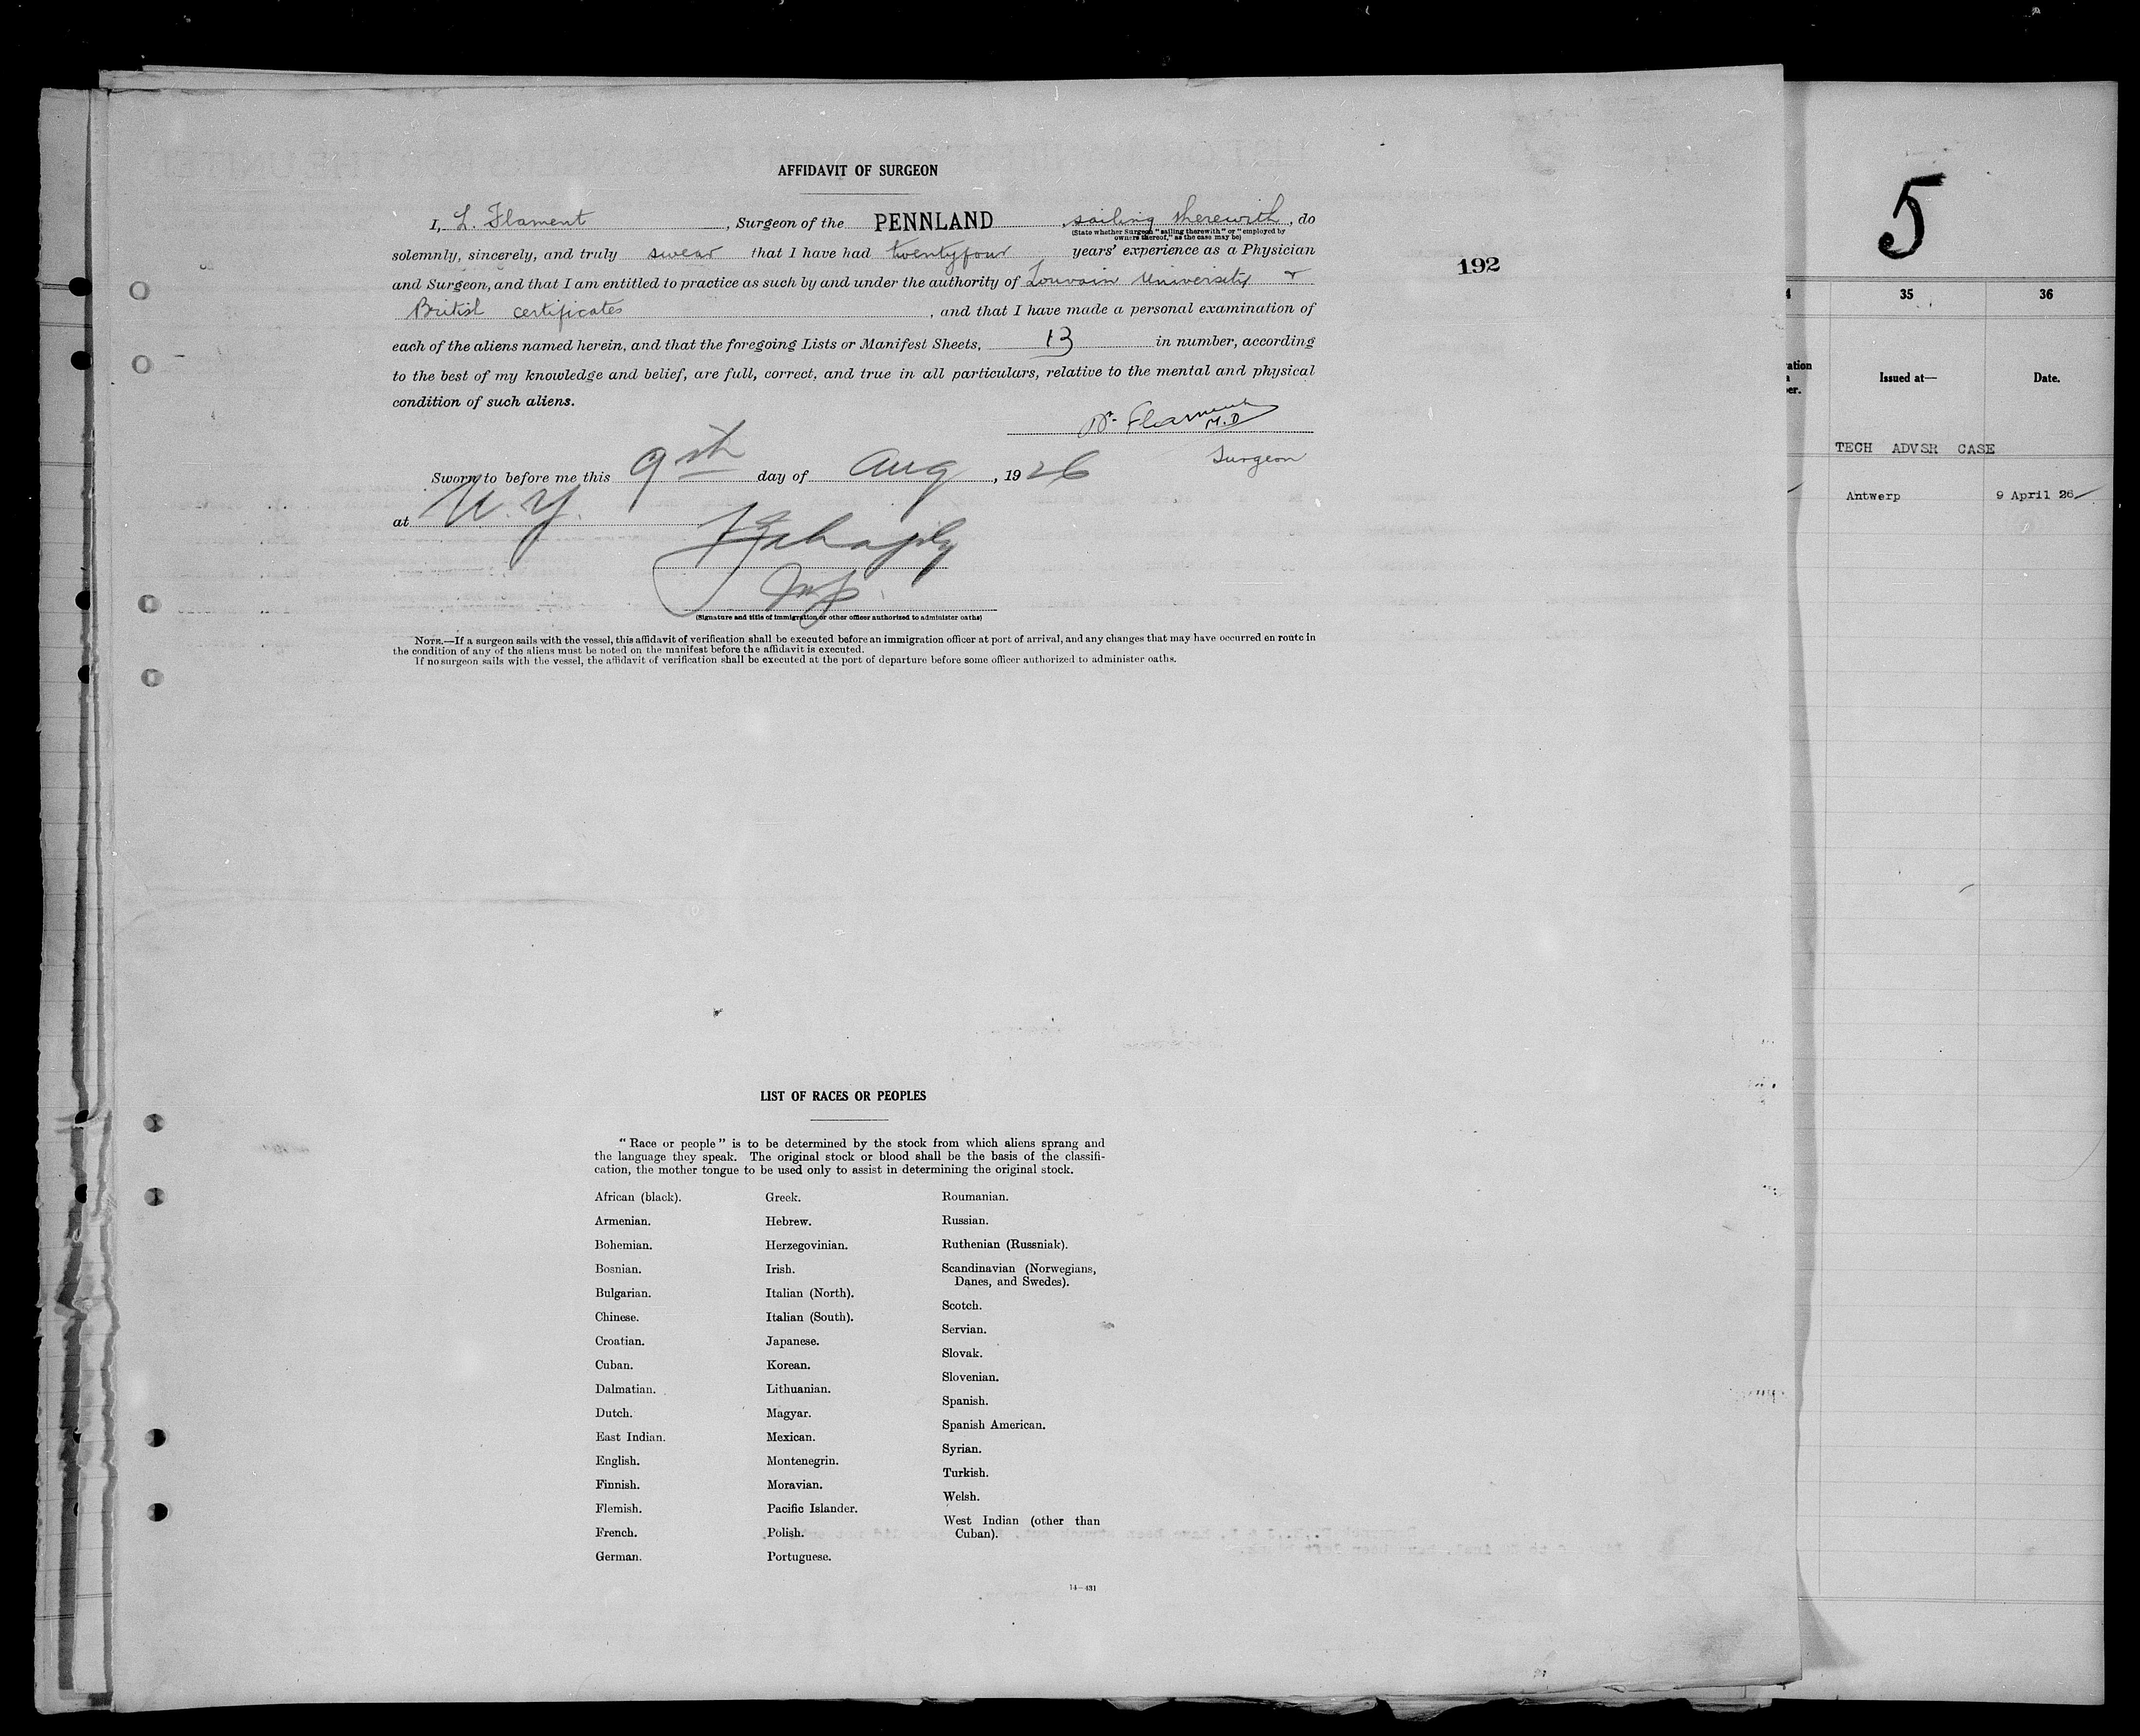 AFFIDAVIT OF SURGEON
I, L. Flament, Surgeon of the PENNLAND, sailing therewith, do
(State whether Surgeon "sailing therewith" or "employed by
owners thereof," as the case may be)
solemnly, sincerely, and truly swear that I have had twentyfour years' experience as a Physician
and Surgeon, and that I am entitled to practice as such by and under the authority of Louvain University &
British certificates, and that I have made a personal examination of
each of the aliens named herein, and that the foregoing Lists or Manifest Sheets, 13 in number, according
to the best of my knowledge and belief, are full, correct, and true in all particulars, relative to the mental and physical
condition of such aliens.
Dr. Flament
M.D
Surgeon
Sworn to before me this 9th day of Aug, 1926
at N.Y.
(Signature and title of immigration or other officer authorized to administer oaths)
NOTE.—If a surgeon sails with the vessel, this affidavit of verification shall be executed before an immigration officer at port of arrival, and any changes that may have occurred en route in
the condition of any of the aliens must be noted on the manifest before the affidavit is executed.
If no surgeon sails with the vessel, the affidavit of verification shall be executed at the port of departure before some officer authorized to administer oaths.
192
LIST OF RACES OR PEOPLES
"Race or people" is to be determined by the stock from which aliens sprang and
the language they speak. The original stock or blood shall be the basis of the classifi-
cation, the mother tongue to be used only to assist in determining the original stock.
African (black).
Armenian.
Bohemian.
Bosnian.
Bulgarian.
Chinese.
Croatian.
Cuban.
Dalmatian.
Dutch.
East Indian.
English.
Finnish.
Flemish.
French.
German.
Greek.
Hebrew.
Herzegovinian.
Irish.
Italian (North).
Italian (South).
Japanese.
Korean.
Lithuanian.
Magyar.
Mexican.
Montenegrin.
Moravian.
Pacific Islander.
Polish.
Portuguese.
Roumanian.
Russian.
Ruthenian (Russniak).
Scandinavian (Norwegians,
Danes, and Swedes).
Scotch.
Servian.
Slovak.
Slovenian.
Spanish.
Spanish American.
Syrian.
Turkish.
Welsh.
West Indian (other than
Cuban).
14—431
5
35
36
Issued at—
Date.
TECH ADVSR CASE
Antwerp
9 April 26